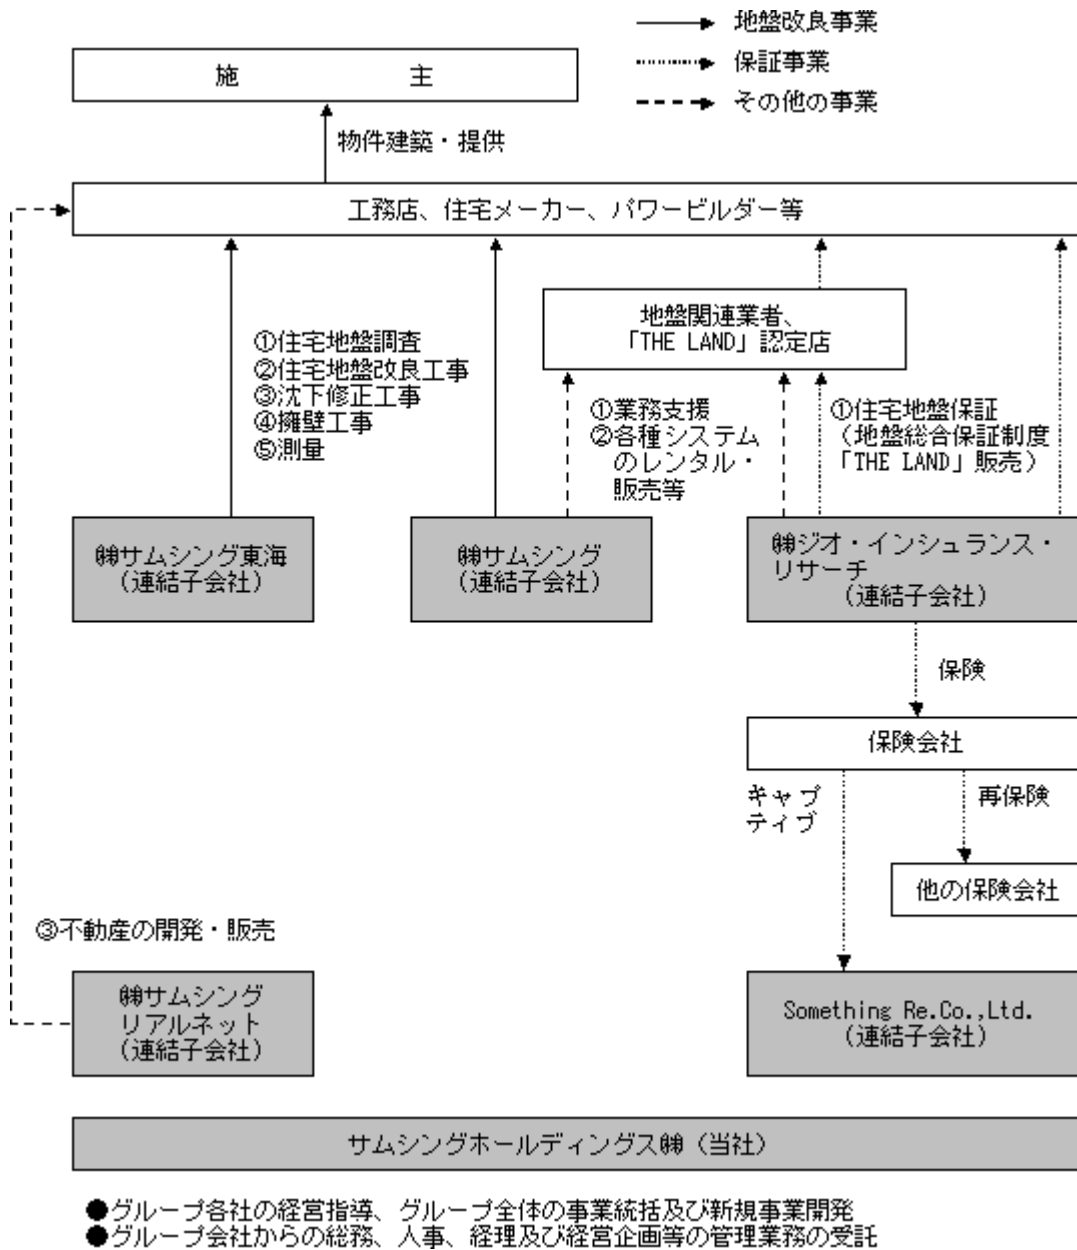 地盤改良事業
保証事業
その他の事業
施　　　　　主
物件建築・提供
工務店、住宅メーカー、パワービルダー等
地盤関連業者、
「THE LAND」認定店
①住宅地盤調査
②住宅地盤改良工事
③沈下修正工事
④擁壁工事
⑤測量
①業務支援
②各種システム
のレンタル・
販売等
①住宅地盤保証
（地盤総合保証制度
「THE LAND」販売）
㈱サムシング東海
（連結子会社）
㈱サムシング
（連結子会社）
㈱ジオ・インシュランス・
リサーチ
（連結子会社）
保険
保険会社
キャプ
ティブ
再保険
他の保険会社
③不動産の開発・販売
㈱サムシング
リアルネット
（連結子会社）
Something Re.Co.,Ltd.
（連結子会社）
サムシングホールディングス㈱（当社）
●グループ各社の経営指導、グループ全体の事業統括及び新規事業開発
●グループ会社からの総務、人事、経理及び経営企画等の管理業務の受託